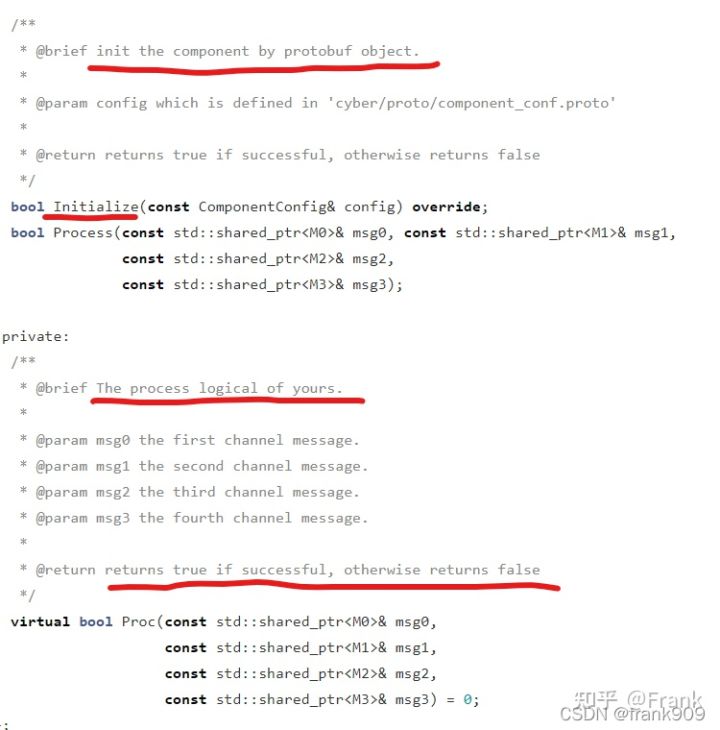 /**
* @brief init the component by protobuf object.
*
* @param config which is defined in 'cyber/proto/component_conf.proto'
*
* @return returns true if successful, otherwise returns false
*/
bool Initialize(const ComponentConfig& config) override;
bool Process(const std::shared_ptr<M0>& msg0, const std::shared_ptr<M1>& msg1,
const std::shared_ptr<M2>& msg2,
const std::shared_ptr<M3>& msg3);
private:
/**
* @brief The process logical of yours.
*
* @param msg0 the first channel message.
* @param msg1 the second channel message.
* @param msg2 the third channel message.
* @param msg3 the fourth channel message.
*
* @return returns true if successful, otherwise returns false
*/
virtual bool Proc(const std::shared_ptr<M0>& msg0,
const std::shared_ptr<M1>& msg1,
const std::shared_ptr<M2>& msg2,
const std::shared_ptr<M3>& msg3) = 0;
知乎 @Frank
CSDN @frank909